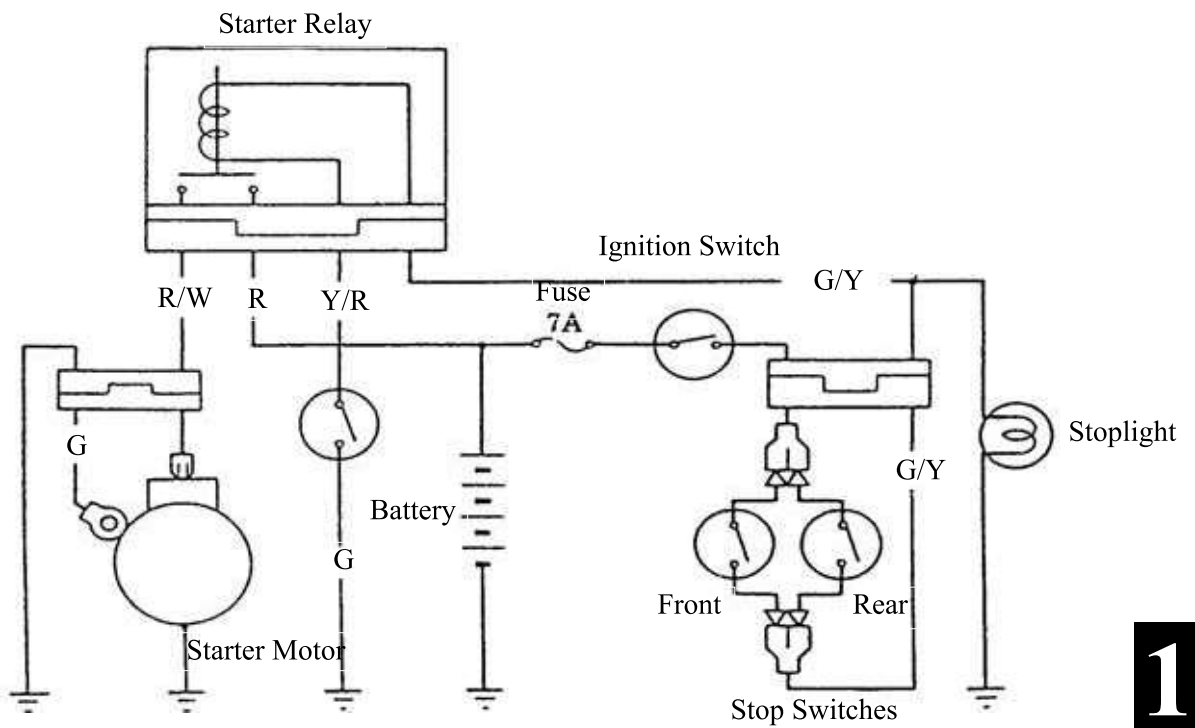 Starter Relay
Ignition Switch
G/Y
R/W
R
Y/R
Fuse
7A
G
G/Y
Stoplight
Battery
G
Front
Rear
Starter Motor
Stop Switches
1